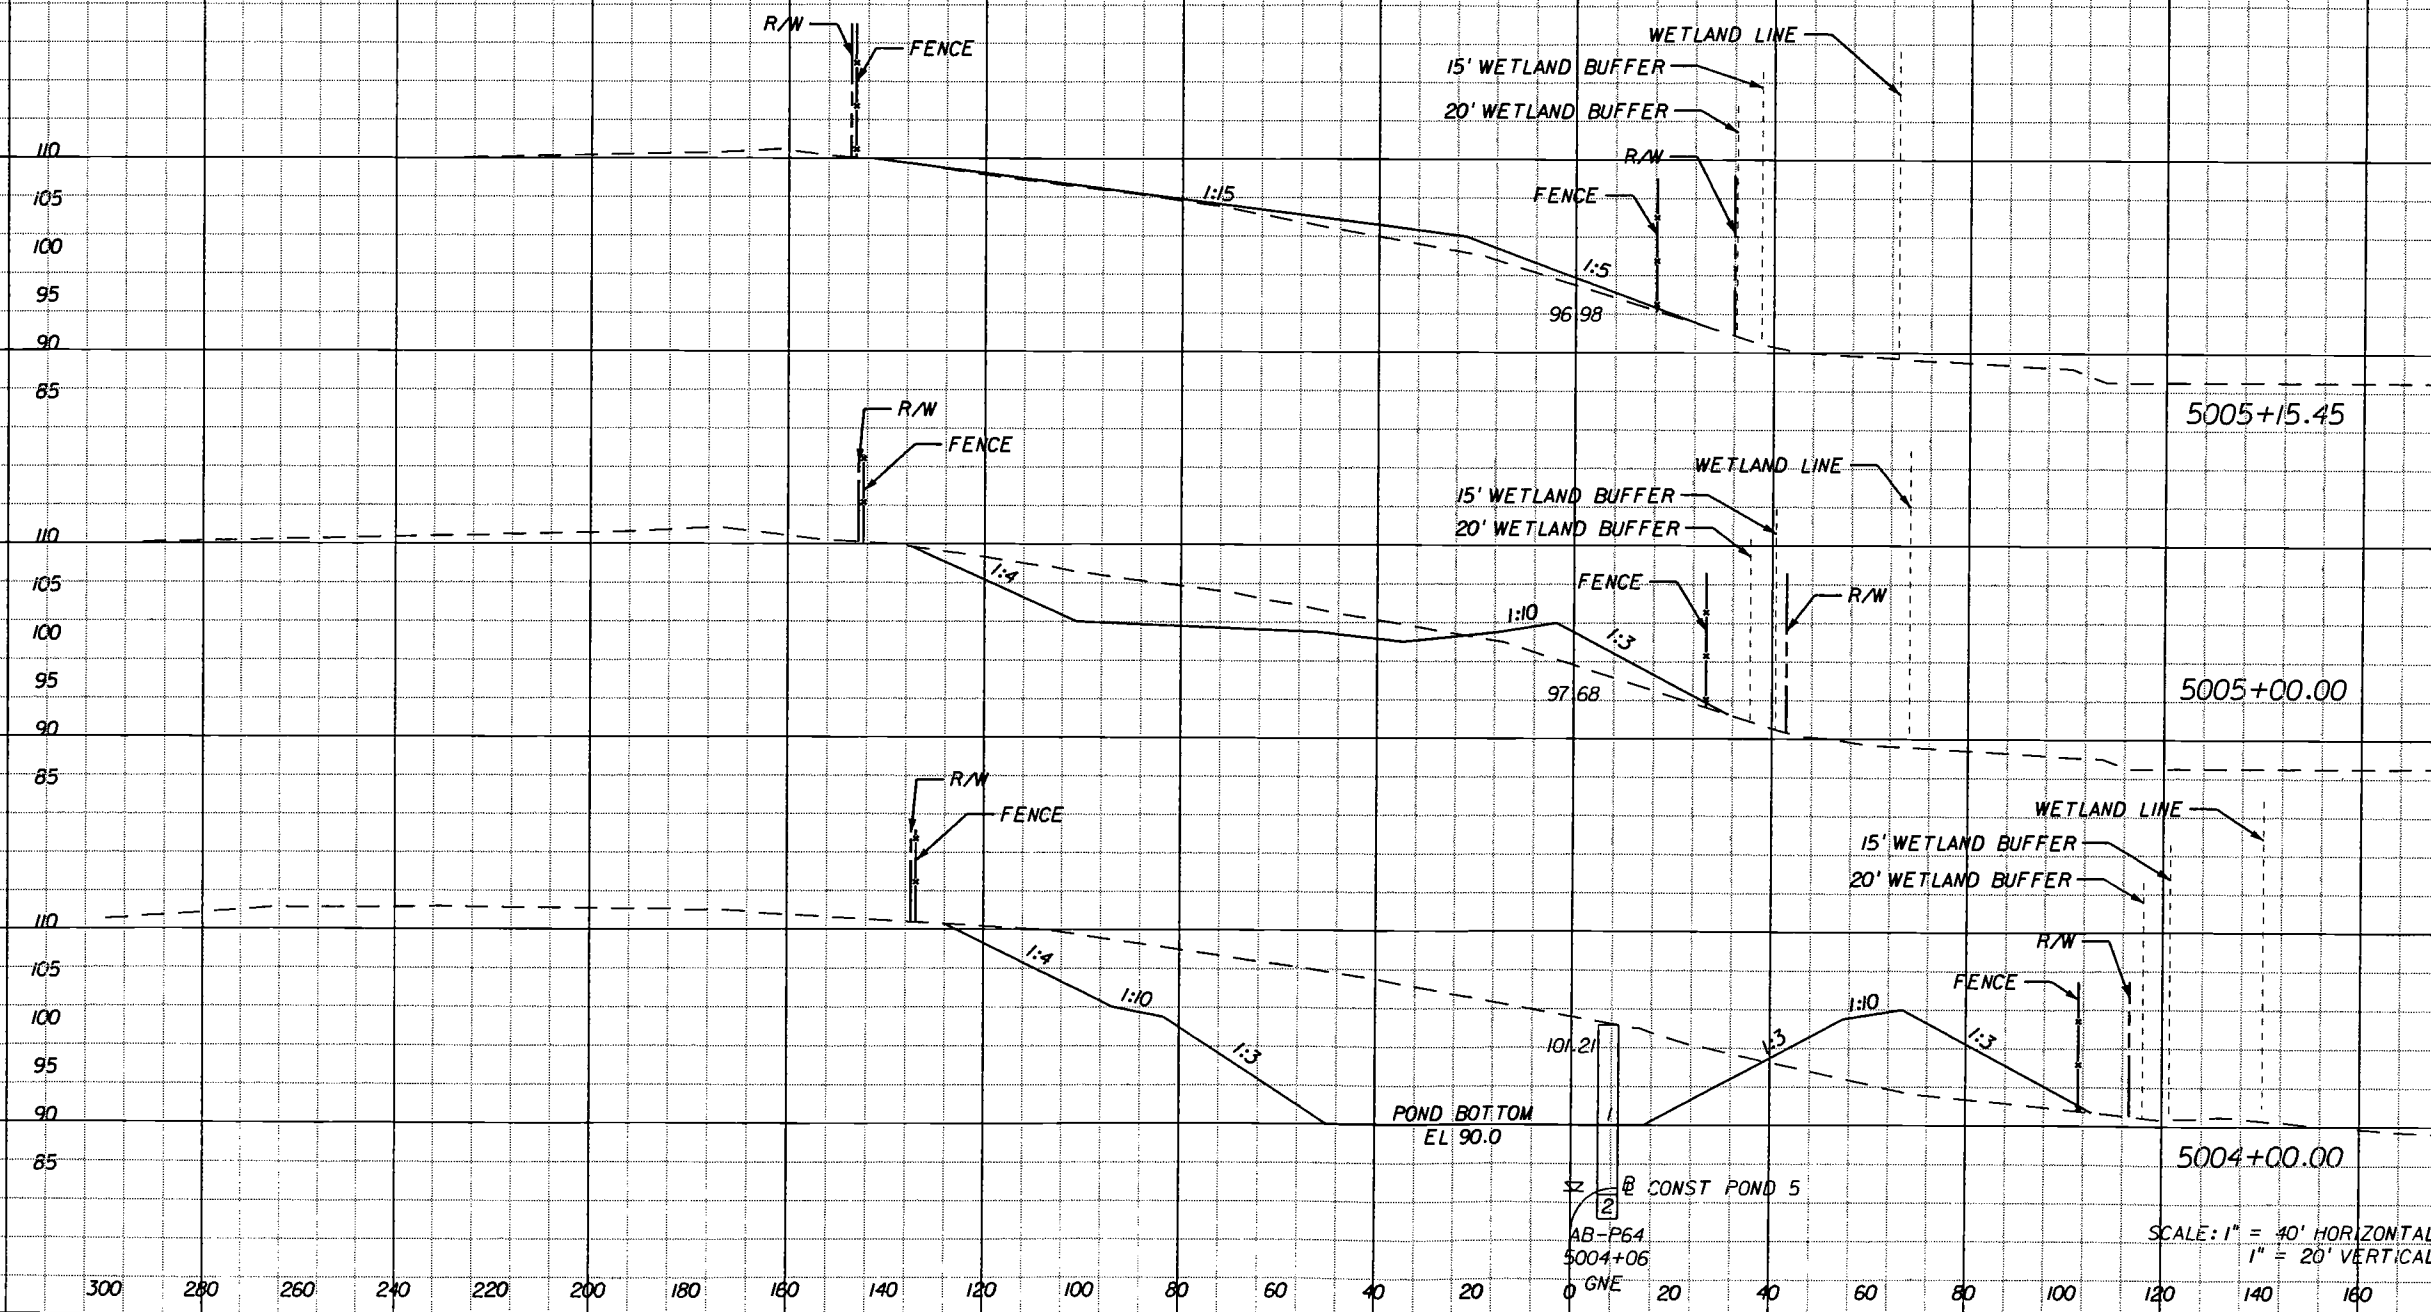 R/W
FENCE
WETLAND LINE
15' WETLAND BUFFER
20' WETLAND BUFFER
R/W
FENCE
110
105
100
95
90
85
1:15
1:5
96.98
5005+15.45
R/W
FENCE
WETLAND LINE
15' WETLAND BUFFER
20' WETLAND BUFFER
FENCE
R/W
110
105
100
95
90
85
1:4
1:10
1:3
97.68
5005+00.00
R/W
FENCE
WETLAND LINE
15' WETLAND BUFFER
20' WETLAND BUFFER
R/W
FENCE
110
105
100
95
90
85
1:4
1:10
1:3
101.21
1:3
1:10
1:3
POND BOTTOM
EL 90.0
1
5004+00.00
CONST POND 5
2
AB-P64
5004+06
GNE
SCALE: 1" = 40' HORIZONTAL
1" = 20' VERTICAL
300 280 260 240 220 200 180 160 140 120 100 80 60 40 20 0 20 40 60 80 100 120 140 160